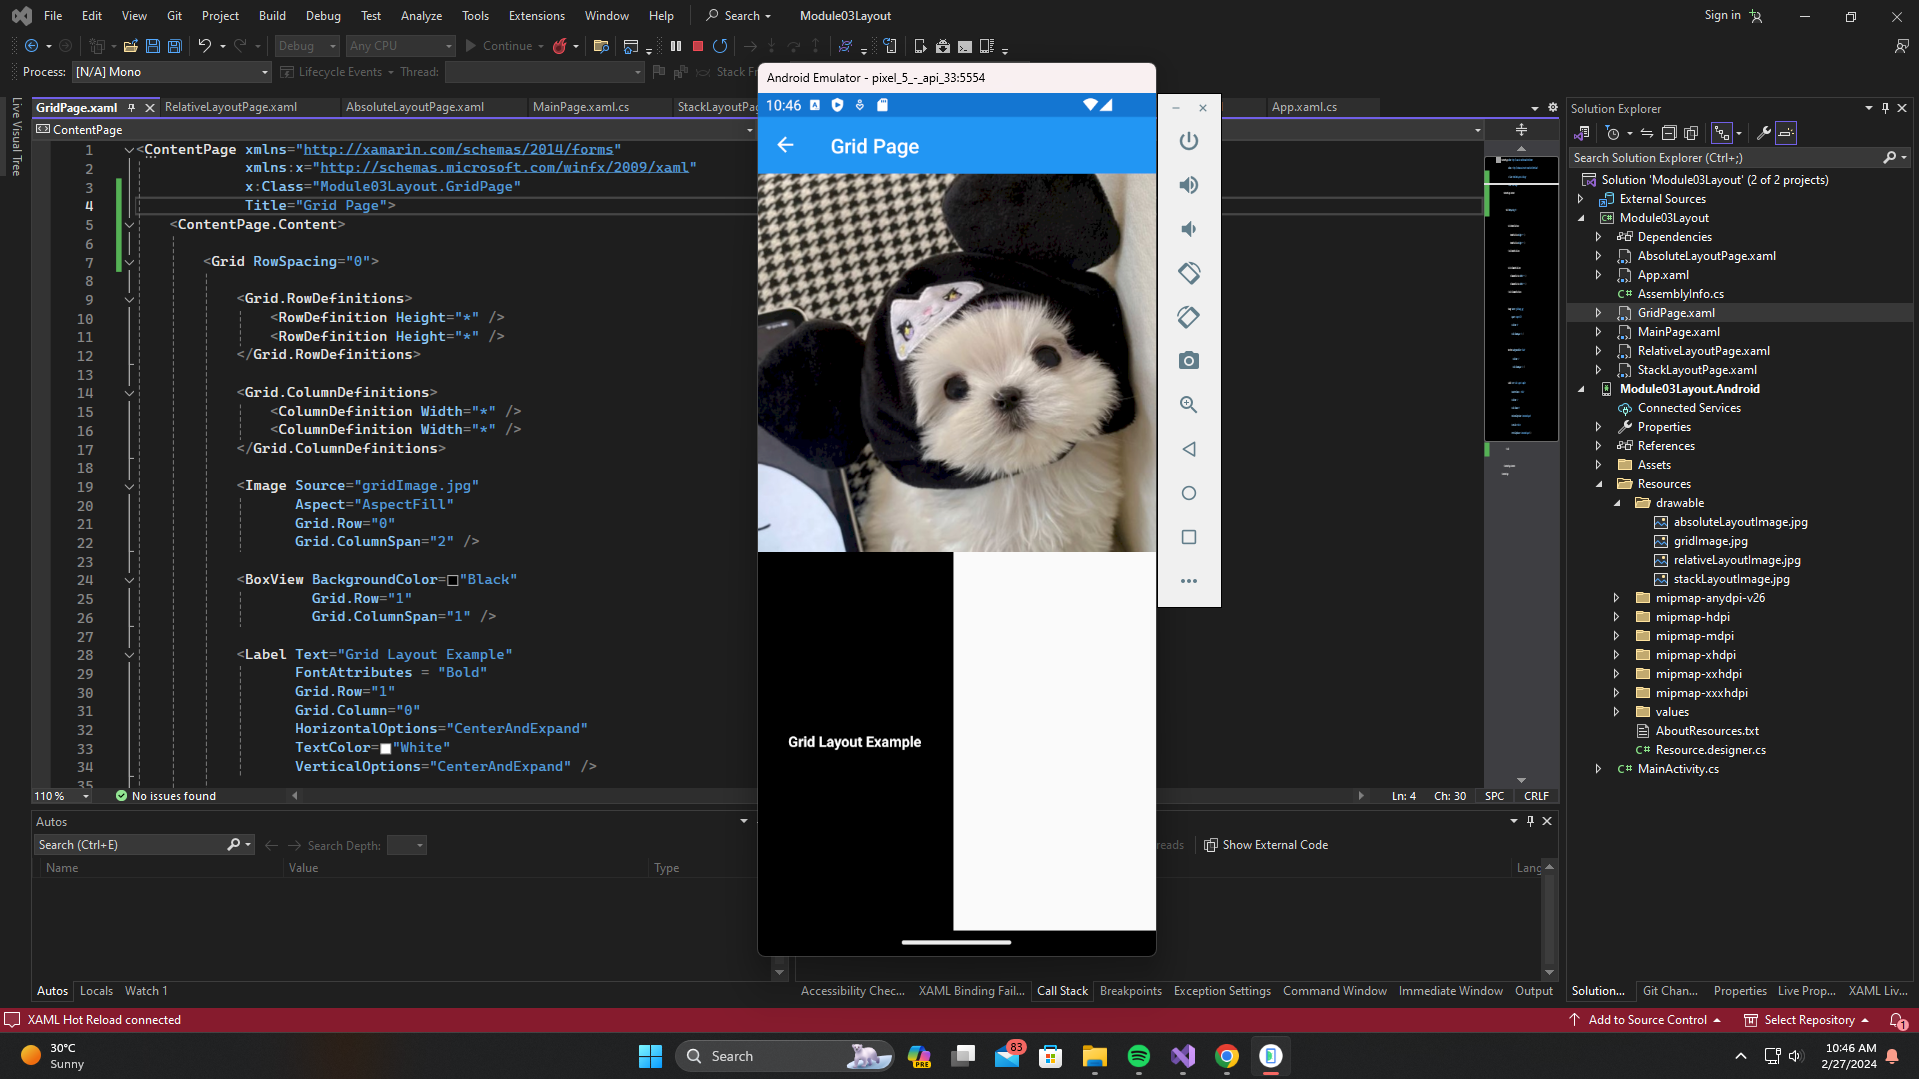 File Edit View Git Project Build Debug Test Analyze Tools Extensions Window Help Search Module03Layout Sign in
Debug Any CPU Continue
Process: [N/A] Mono Lifecycle Events Thread: Stack Fr
Android Emulator - pixel_5_-_api_33:5554
GridPage.xaml RelativeLayoutPage.xaml AbsoluteLayoutPage.xaml MainPage.xaml.cs StackLayoutPa App.xaml.cs
ContentPage
Live Visual Tree
1 <ContentPage xmlns="http://xamarin.com/schemas/2014/forms"
2 xmlns:x="http://schemas.microsoft.com/winfx/2009/xaml"
3 x:Class="Module03Layout.GridPage"
4 Title="Grid Page">
5 <ContentPage.Content>
6
7 <Grid RowSpacing="0">
8
9 <Grid.RowDefinitions>
10 <RowDefinition Height="*" />
11 <RowDefinition Height="*" />
12 </Grid.RowDefinitions>
13
14 <Grid.ColumnDefinitions>
15 <ColumnDefinition Width="*" />
16 <ColumnDefinition Width="*" />
17 </Grid.ColumnDefinitions>
18
19 <Image Source="gridImage.jpg"
20 Aspect="AspectFill"
21 Grid.Row="0"
22 Grid.ColumnSpan="2" />
23
24 <BoxView BackgroundColor="Black"
25 Grid.Row="1"
26 Grid.ColumnSpan="1" />
27
28 <Label Text="Grid Layout Example"
29 FontAttributes = "Bold"
30 Grid.Row="1"
31 Grid.Column="0"
32 HorizontalOptions="CenterAndExpand"
33 TextColor="White"
34 VerticalOptions="CenterAndExpand" />
35
110 % No issues found Ln: 4 Ch: 30 SPC CRLF
10:46
Grid Page
Grid Layout Example
Solution Explorer
Search Solution Explorer (Ctrl+;)
Solution 'Module03Layout' (2 of 2 projects)
External Sources
Module03Layout
Dependencies
AbsoluteLayoutPage.xaml
App.xaml
C# AssemblyInfo.cs
GridPage.xaml
MainPage.xaml
RelativeLayoutPage.xaml
StackLayoutPage.xaml
Module03Layout.Android
Connected Services
Properties
References
Assets
Resources
drawable
absoluteLayoutImage.jpg
gridImage.jpg
relativeLayoutImage.jpg
stackLayoutImage.jpg
mipmap-anydpi-v26
mipmap-hdpi
mipmap-mdpi
mipmap-xhdpi
mipmap-xxhdpi
mipmap-xxxhdpi
values
AboutResources.txt
C# Resource.designer.cs
C# MainActivity.cs
Autos
Search (Ctrl+E) Search Depth: reads Show External Code
Name Value Type Lang
Autos Locals Watch 1
Accessibility Chec... XAML Binding Fail... Call Stack Breakpoints Exception Settings Command Window Immediate Window Output
Solution... Git Chan... Properties Live Prop... XAML Liv...
XAML Hot Reload connected Add to Source Control Select Repository 1
30°C
Sunny
Search
PRE
83
10:46 AM
2/27/2024